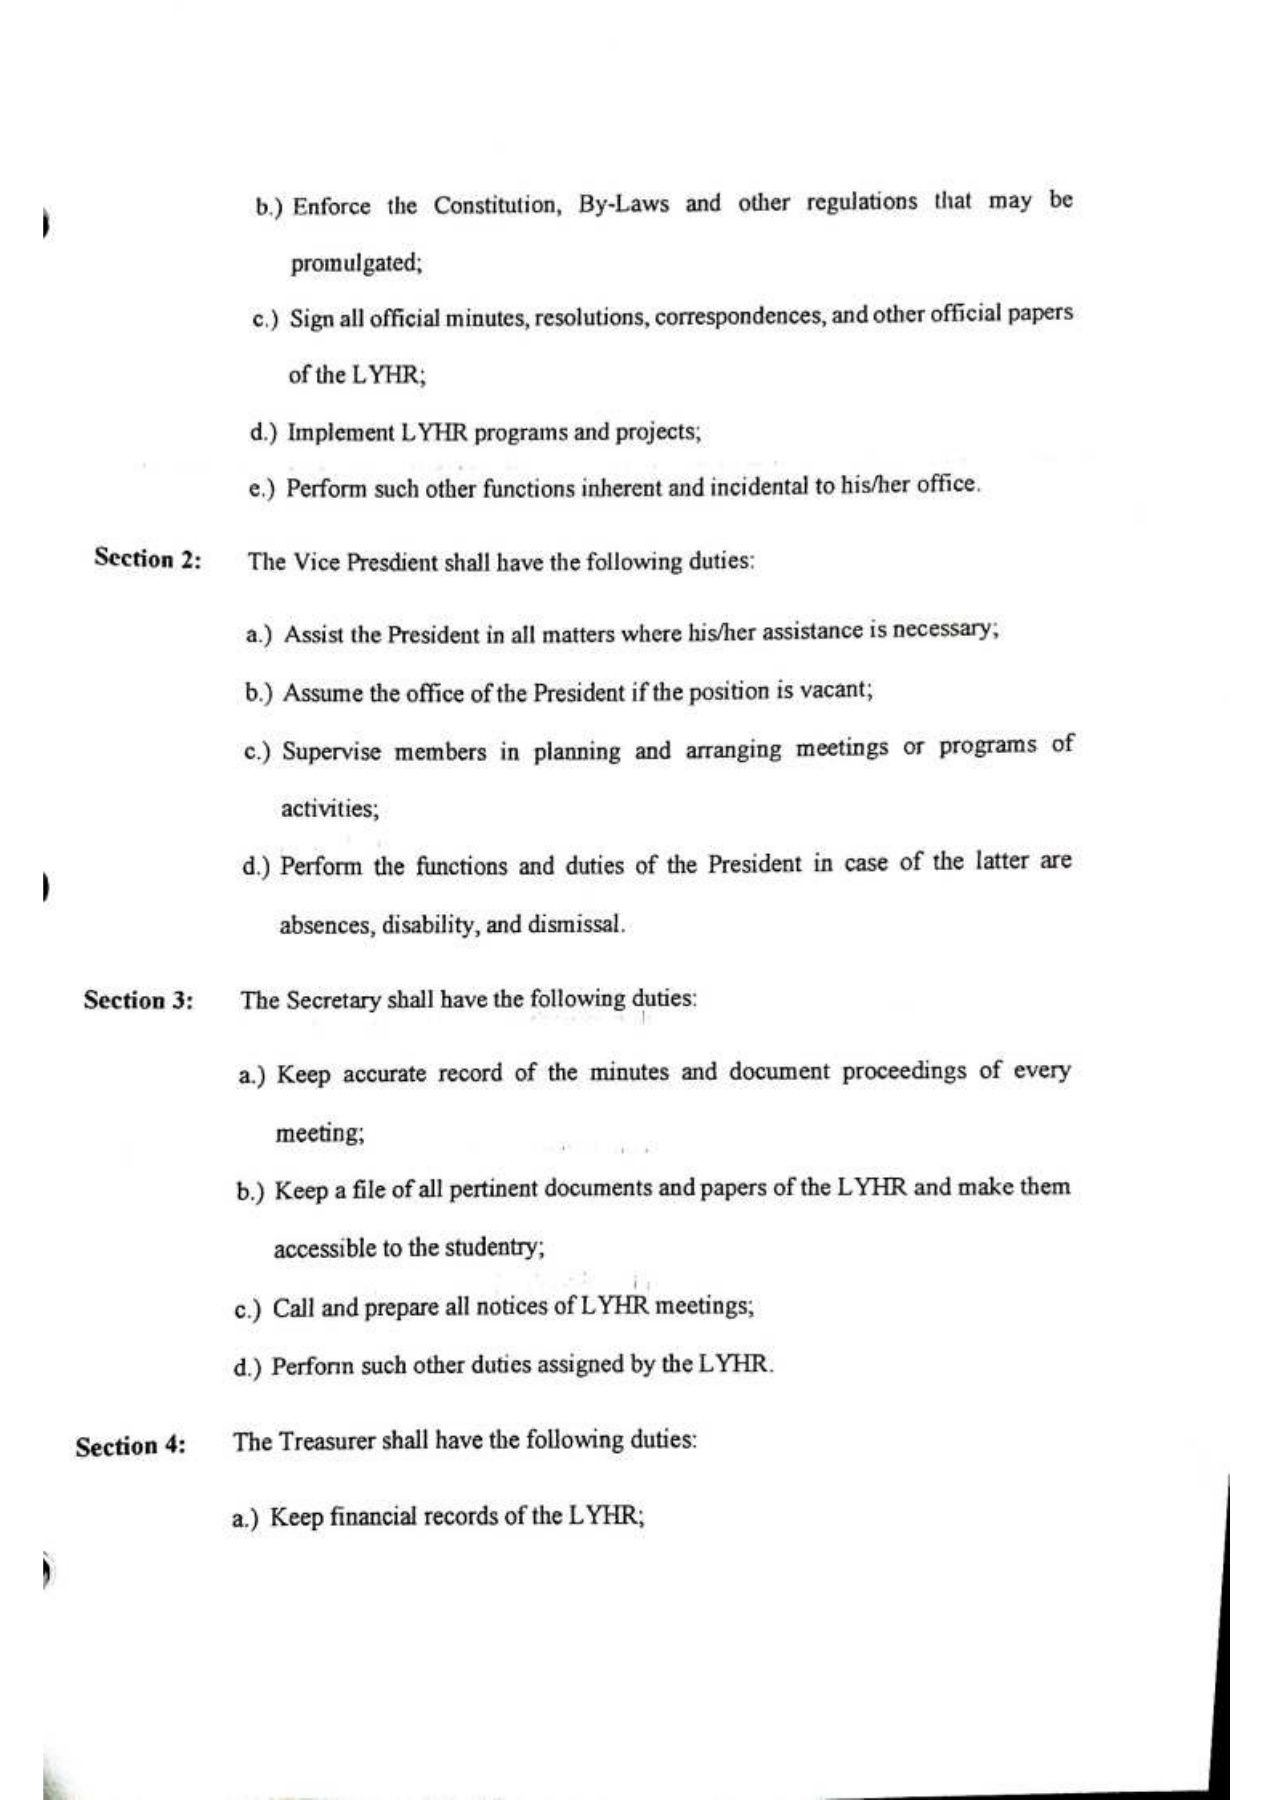 b.) Enforce the Constitution, By-Laws and other regulations that may be
promulgated;
c.) Sign all official minutes, resolutions, correspondences, and other official papers
of the LYHR;
d.) Implement LYHR programs and projects;
e.) Perform such other functions inherent and incidental to his/her office.
Section 2: The Vice Presdient shall have the following duties:
a.) Assist the President in all matters where his/her assistance is necessary;
b.) Assume the office of the President if the position is vacant;
c.) Supervise members in planning and arranging meetings or programs of
activities;
d.) Perform the functions and duties of the President in case of the latter are
absences, disability, and dismissal.
Section 3: The Secretary shall have the following duties:
a.) Keep accurate record of the minutes and document proceedings of every
meeting;
b.) Keep a file of all pertinent documents and papers of the LYHR and make them
accessible to the studentry;
c.) Call and prepare all notices of LYHR meetings;
d.) Perform such other duties assigned by the LYHR.
Section 4: The Treasurer shall have the following duties:
a.) Keep financial records of the LYHR;